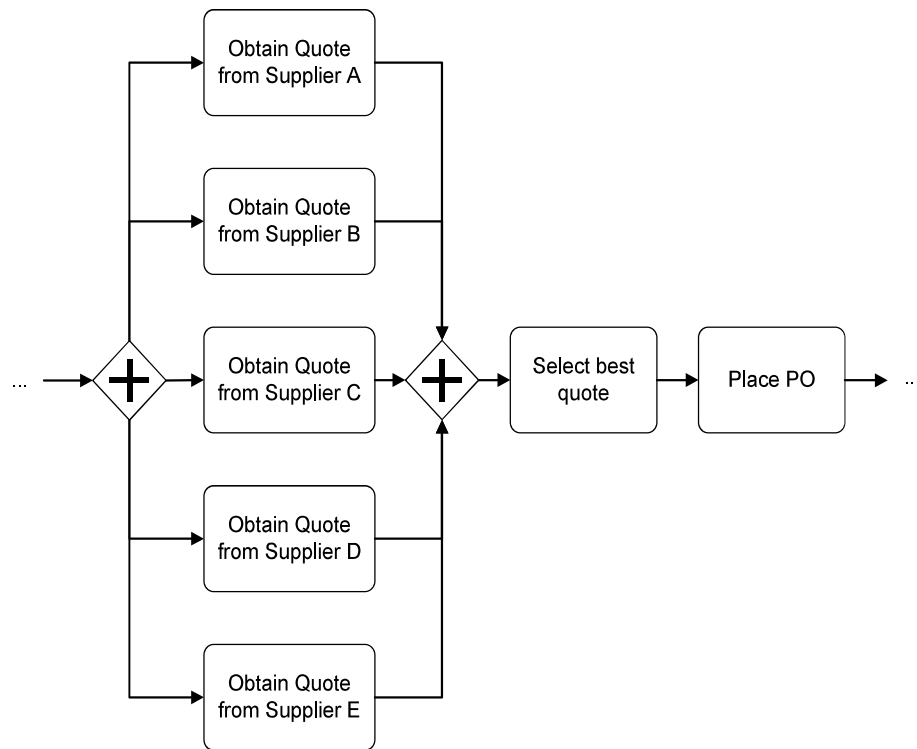 Obtain Quote
from Supplier A
Obtain Quote
from Supplier B
...
Obtain Quote
from Supplier C
Select best
quote
Place PO
...
Obtain Quote
from Supplier D
Obtain Quote
from Supplier E